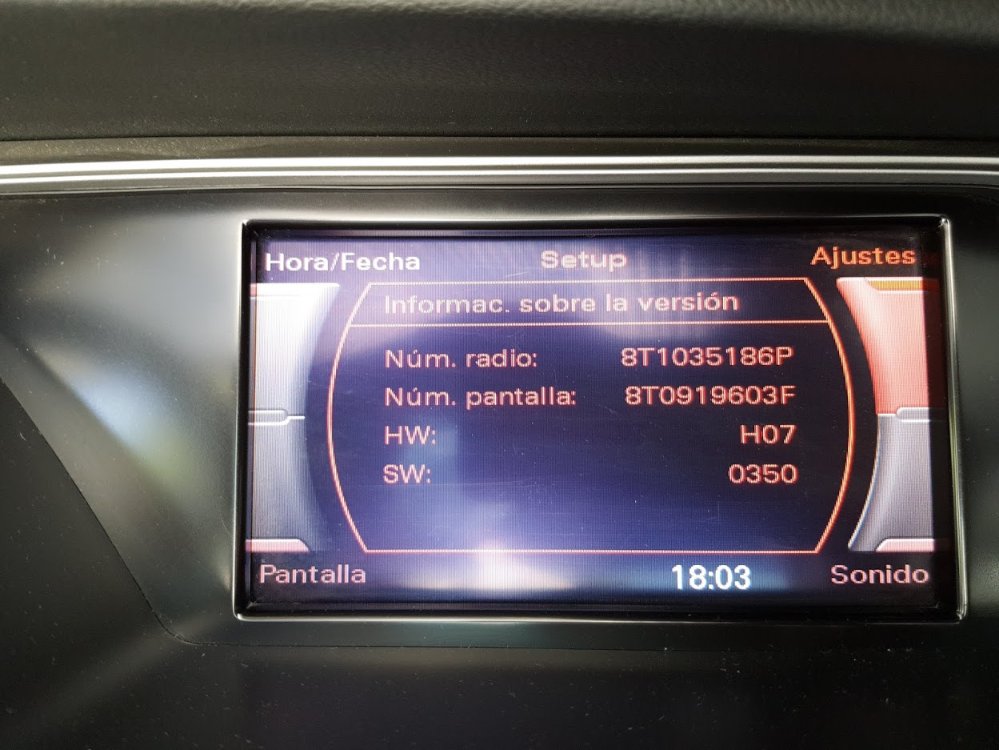 Hora/Fecha Setup Ajustes
Informac. sobre la versión
Núm. radio: 8T1035186P
Núm. pantalla: 8T0919603F
HW: H07
SW: 0350
Pantalla 18:03 Sonido